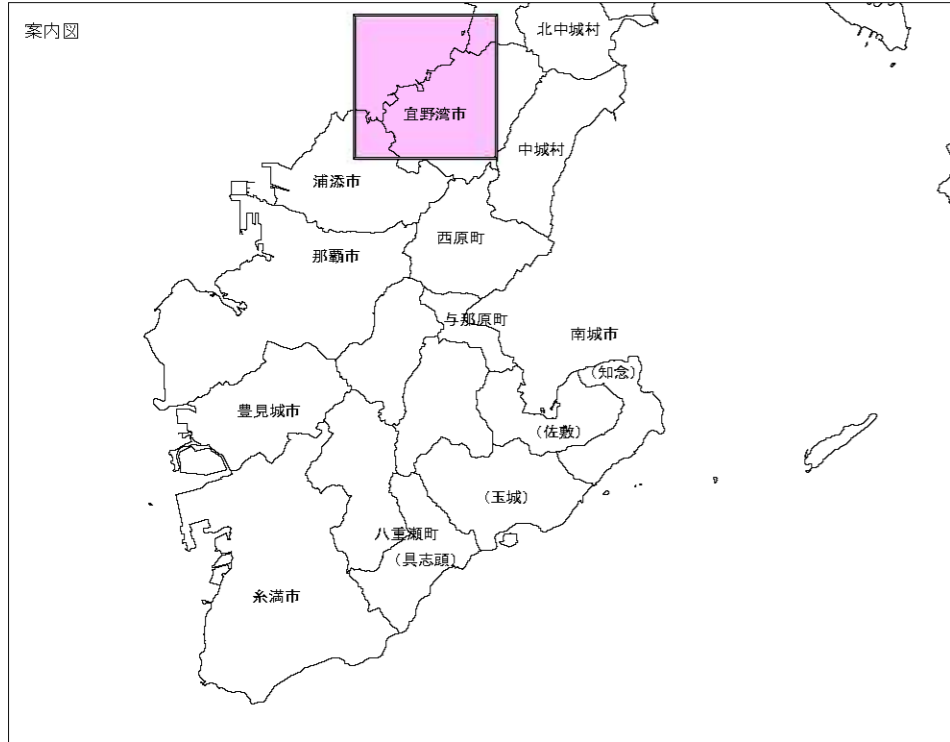 案内図
北中城村
宜野湾市
中城村
浦添市
西原町
那覇市
与那原町
南城市
(知念)
豊見城市
(佐敷)
(玉城)
八重瀬町
(具志頭)
糸満市